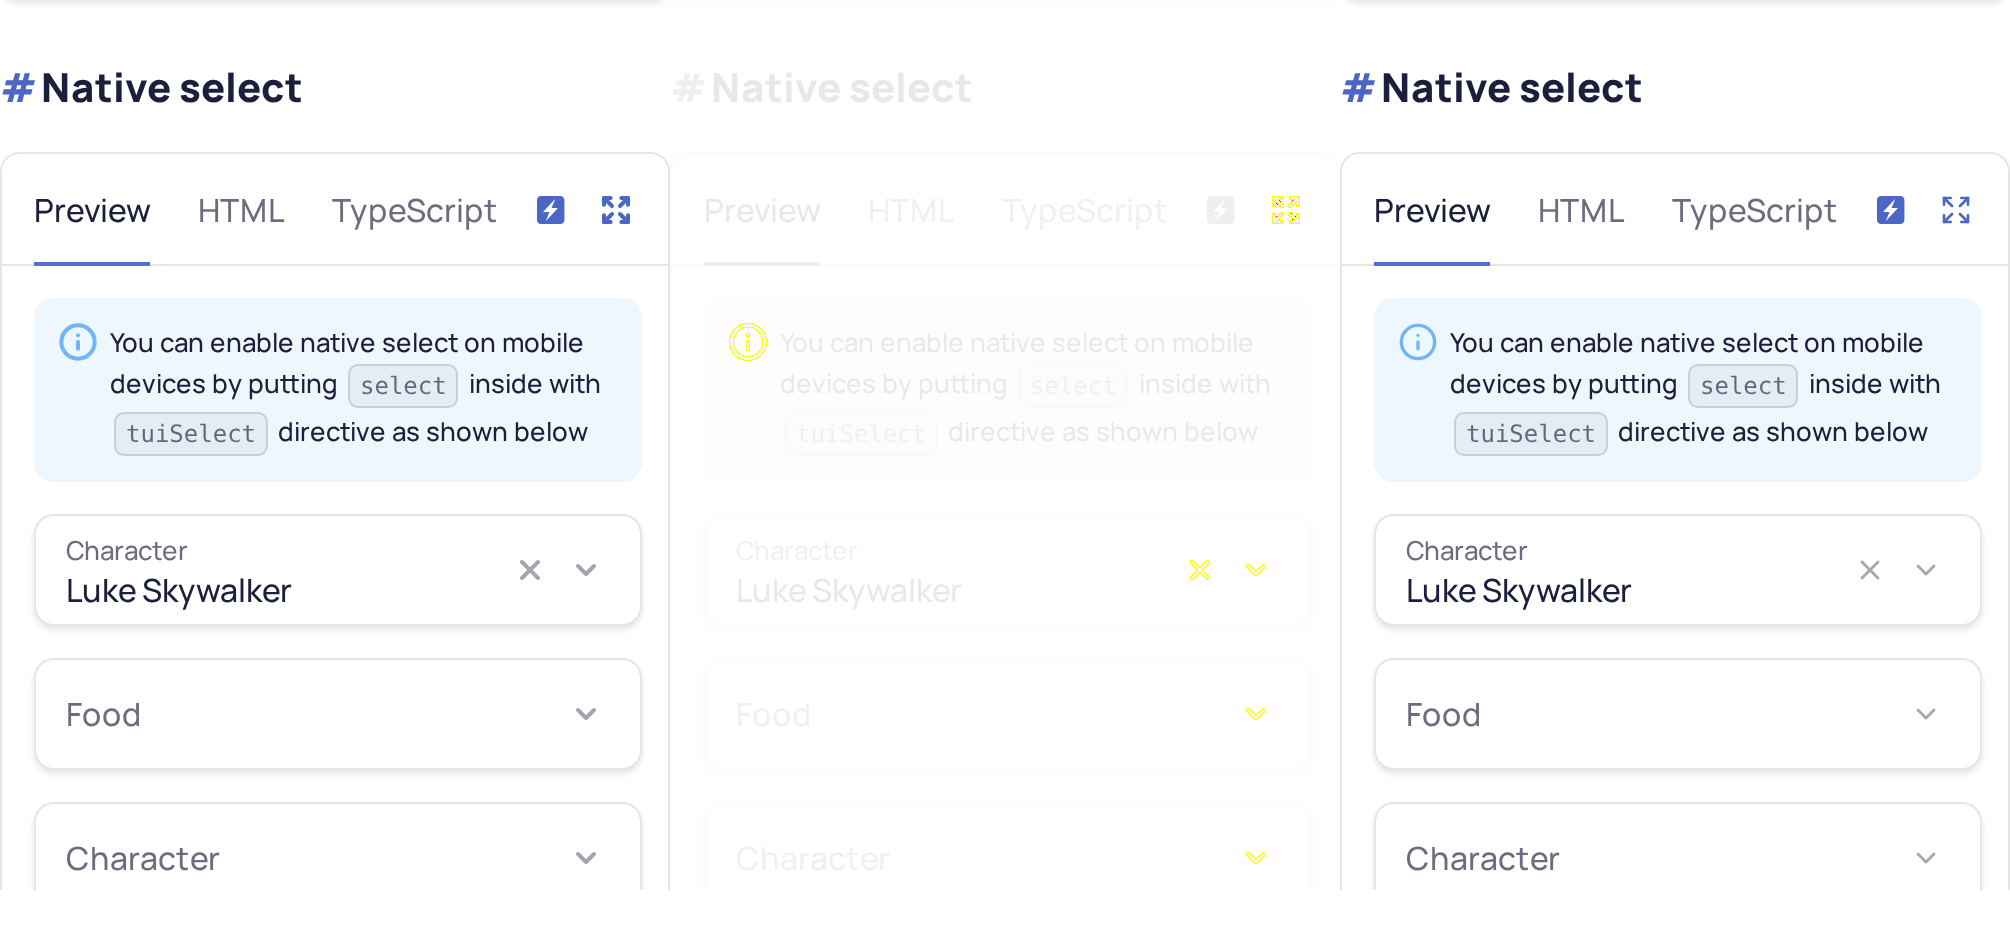 # Native select
# Native select
# Native select
Preview HTML TypeScript
Preview HTML TypeScript
Preview HTML TypeScript
You can enable native select on mobile
devices by putting select inside with
tuiSelect directive as shown below
You can enable native select on mobile
devices by putting select inside with
tuiSelect directive as shown below
You can enable native select on mobile
devices by putting select inside with
tuiSelect directive as shown below
Character
Luke Skywalker
Character
Luke Skywalker
Character
Luke Skywalker
Food
Food
Food
Character
Character
Character